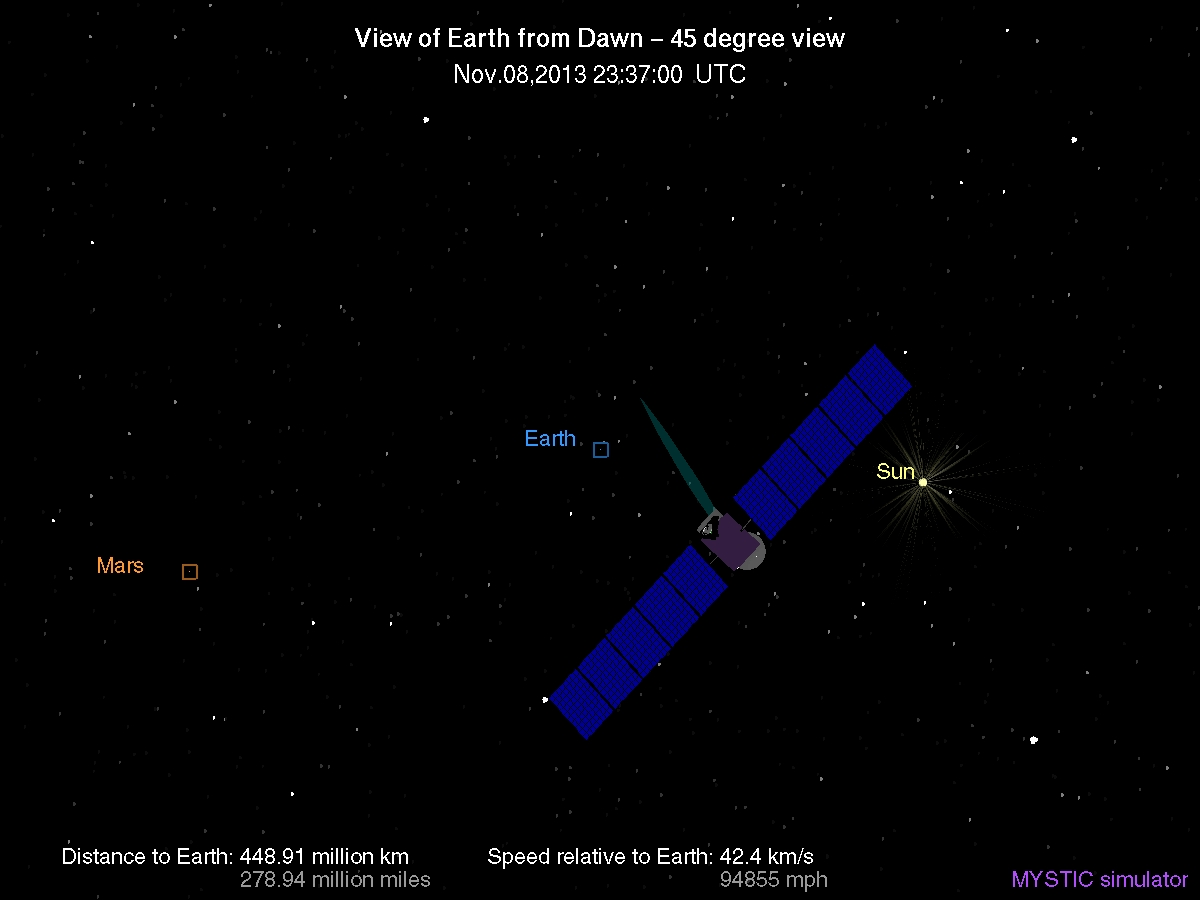 View of Earth from Dawn – 45 degree view
Nov.08,2013 23:37:00 UTC
Earth
Sun
Mars
Distance to Earth: 448.91 million km
278.94 million miles
Speed relative to Earth: 42.4 km/s
94855 mph
MYSTIC simulator